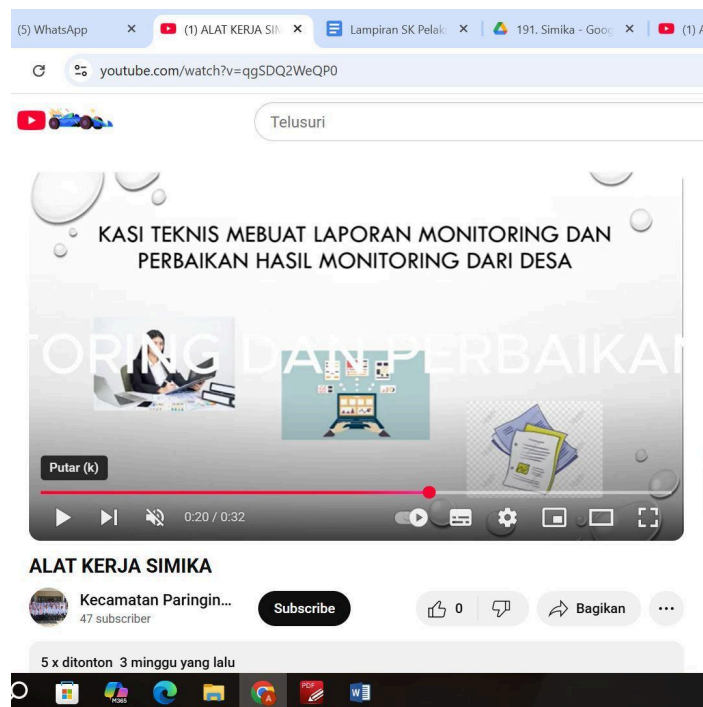 (5) WhatsApp
(1) ALAT KERJA SIM
Lampiran SK Pelak
191. Simika - Goog
(1) A
youtube.com/watch?v=qgSDQ2WeQP0
Telusuri
KASI TEKNIS MEBUAT LAPORAN MONITORING DAN
PERBAIKAN HASIL MONITORING DARI DESA
TORING DAN PERBAIKAN
Putar (k)
0:20 / 0:32
ALAT KERJA SIMIKA
Kecamatan Paringin...
47 subscriber
Subscribe
0
Bagikan
5 x ditonton 3 minggu yang lalu
M365
PDF